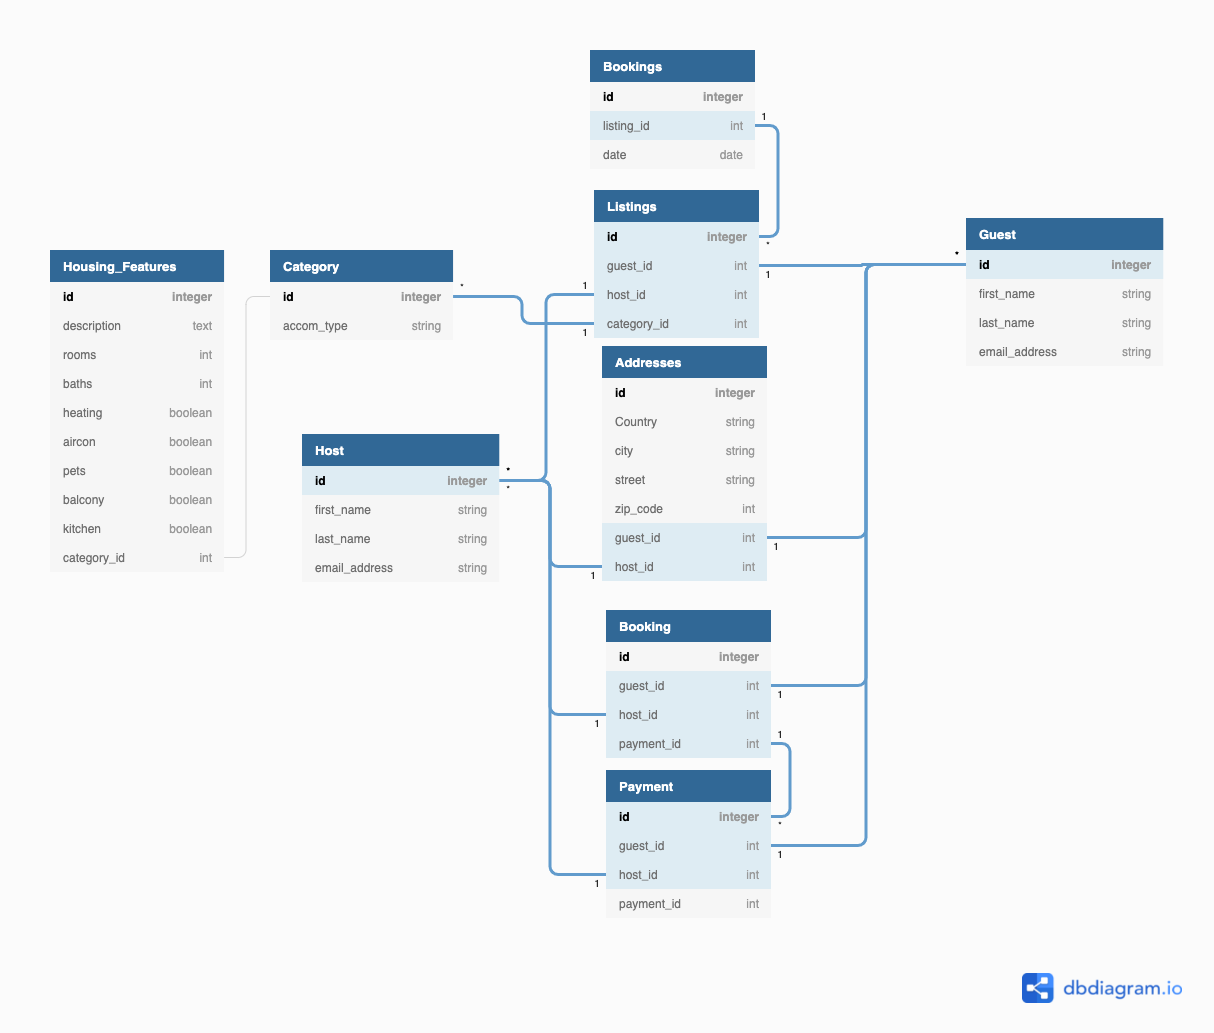 Bookings
id integer
listing_id int
date date
1
Listings
id integer
guest_id int
host_id int
category_id int
*
1
1
1
Guest
id integer
first_name string
last_name string
email_address string
*
Housing_Features
id integer
description text
rooms int
baths int
heating boolean
aircon boolean
pets boolean
balcony boolean
kitchen boolean
category_id int
Category
id integer
accom_type string
*
Host
id integer
first_name string
last_name string
email_address string
*
*
Addresses
id integer
Country string
city string
street string
zip_code int
guest_id int
host_id int
1
1
Booking
id integer
guest_id int
host_id int
payment_id int
1
1
1
Payment
id integer
guest_id int
host_id int
payment_id int
*
1
1
dbdiagram.io